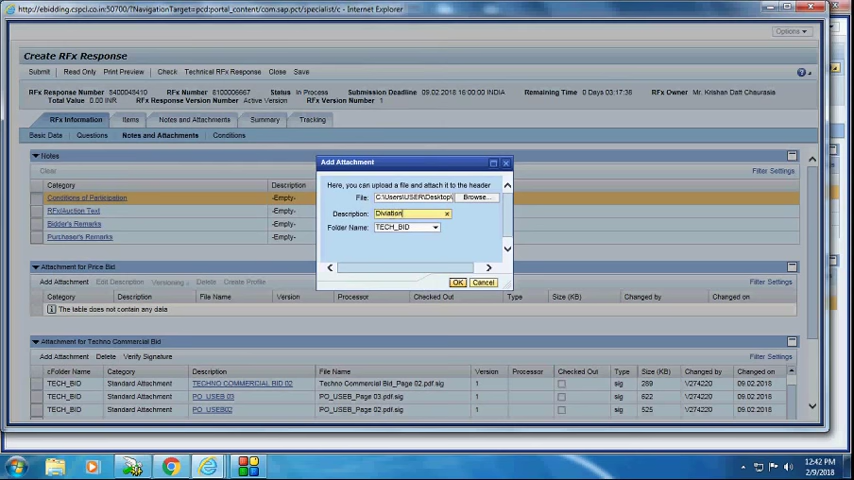 http://ebidding.cspcl.co.in:50700/?NavigationTarget=pcd:portal_content/com.sap.pct/specialist/c - Internet Explorer
Options
Create RFx Response
Submit Read Only Print Preview Check Technical RFx Response Close Save
RFx Response Number 8400048410 RFx Number 8100006667 Status In Process Submission Deadline 09.02.2018 16:00:00 INDIA Remaining Time 0 Days 03:17:36 RFx Owner Mr. Krishan Datt Chaurasia
Total Value 0.00 INR RFx Response Version Number Active Version RFx Version Number 1
RFx Information Items Notes and Attachments Summary Tracking
Basic Data Questions Notes and Attachments Conditions
Notes
Clear Filter Settings
Category Description
Conditions of Participation -Empty-
RFx/Auction Text -Empty-
Bidder's Remarks -Empty-
Purchaser's Remarks -Empty-
Add Attachment
Here, you can upload a file and attach it to the header
File: C:\Users\USER\Desktop\ Browse...
Description: Diviation
Folder Name: TECH_BID
OK Cancel
Attachment for Price Bid
Add Attachment Edit Description Versioning Delete Create Profile Filter Settings
Category Description File Name Version Processor Checked Out Type Size (KB) Changed by Changed on
The table does not contain any data
Attachment for Techno Commercial Bid
Add Attachment Delete Verify Signature Filter Settings
cFolder Name Category Description File Name Version Processor Checked Out Type Size (KB) Changed by Changed on
TECH_BID Standard Attachment TECHNO COMMERCIAL BID 02 Techno Commercial Bid_Page 02.pdf.sig 1 sig 289 V274220 09.02.2018
TECH_BID Standard Attachment PO_USEB 03 PO_USEB_Page 03.pdf.sig 1 sig 622 V274220 09.02.2018
TECH_BID Standard Attachment PO_USEB02 PO_USEB_Page 02.pdf.sig 1 sig 525 V274220 09.02.2018
12:42 PM
2/9/2018